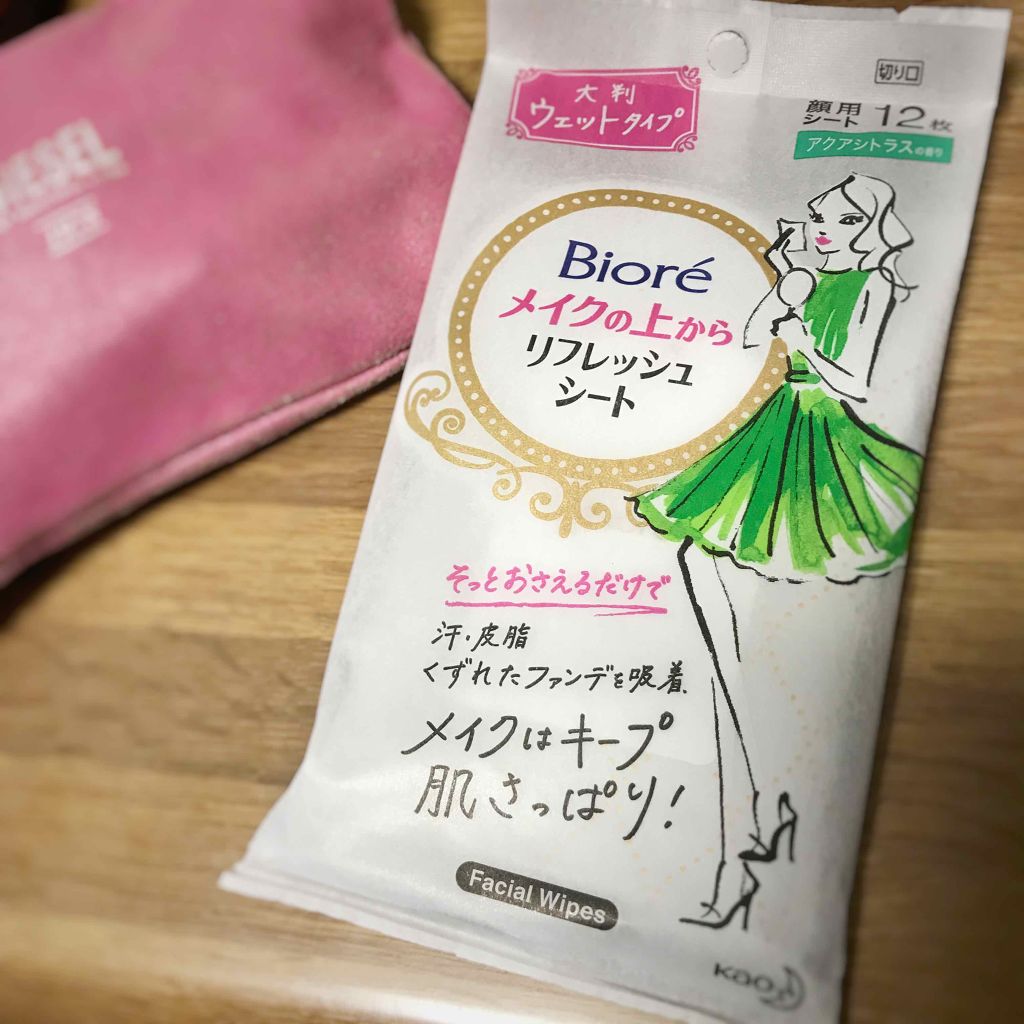 大判
ウェットタイプ
切り口
顔用
シート
12枚
アクアシトラスの香り
Bioré
メイクの上から
リフレッシュ
シート
そっとおさえるだけで
汗・皮脂
くずれたファンデを吸着
メイクはキープ
肌さっぱり!
Facial Wipes
Kao